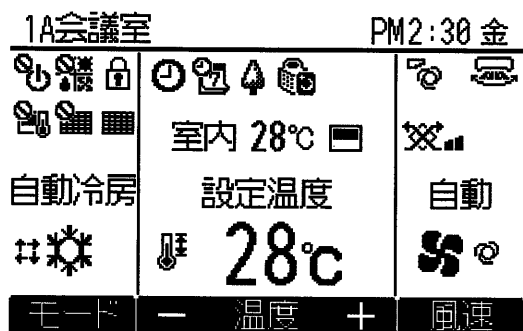 1A会議室 PM2:30 金
室内 28℃
自動冷房 設定温度 自動
28℃
モード － 温度 ＋ 風速